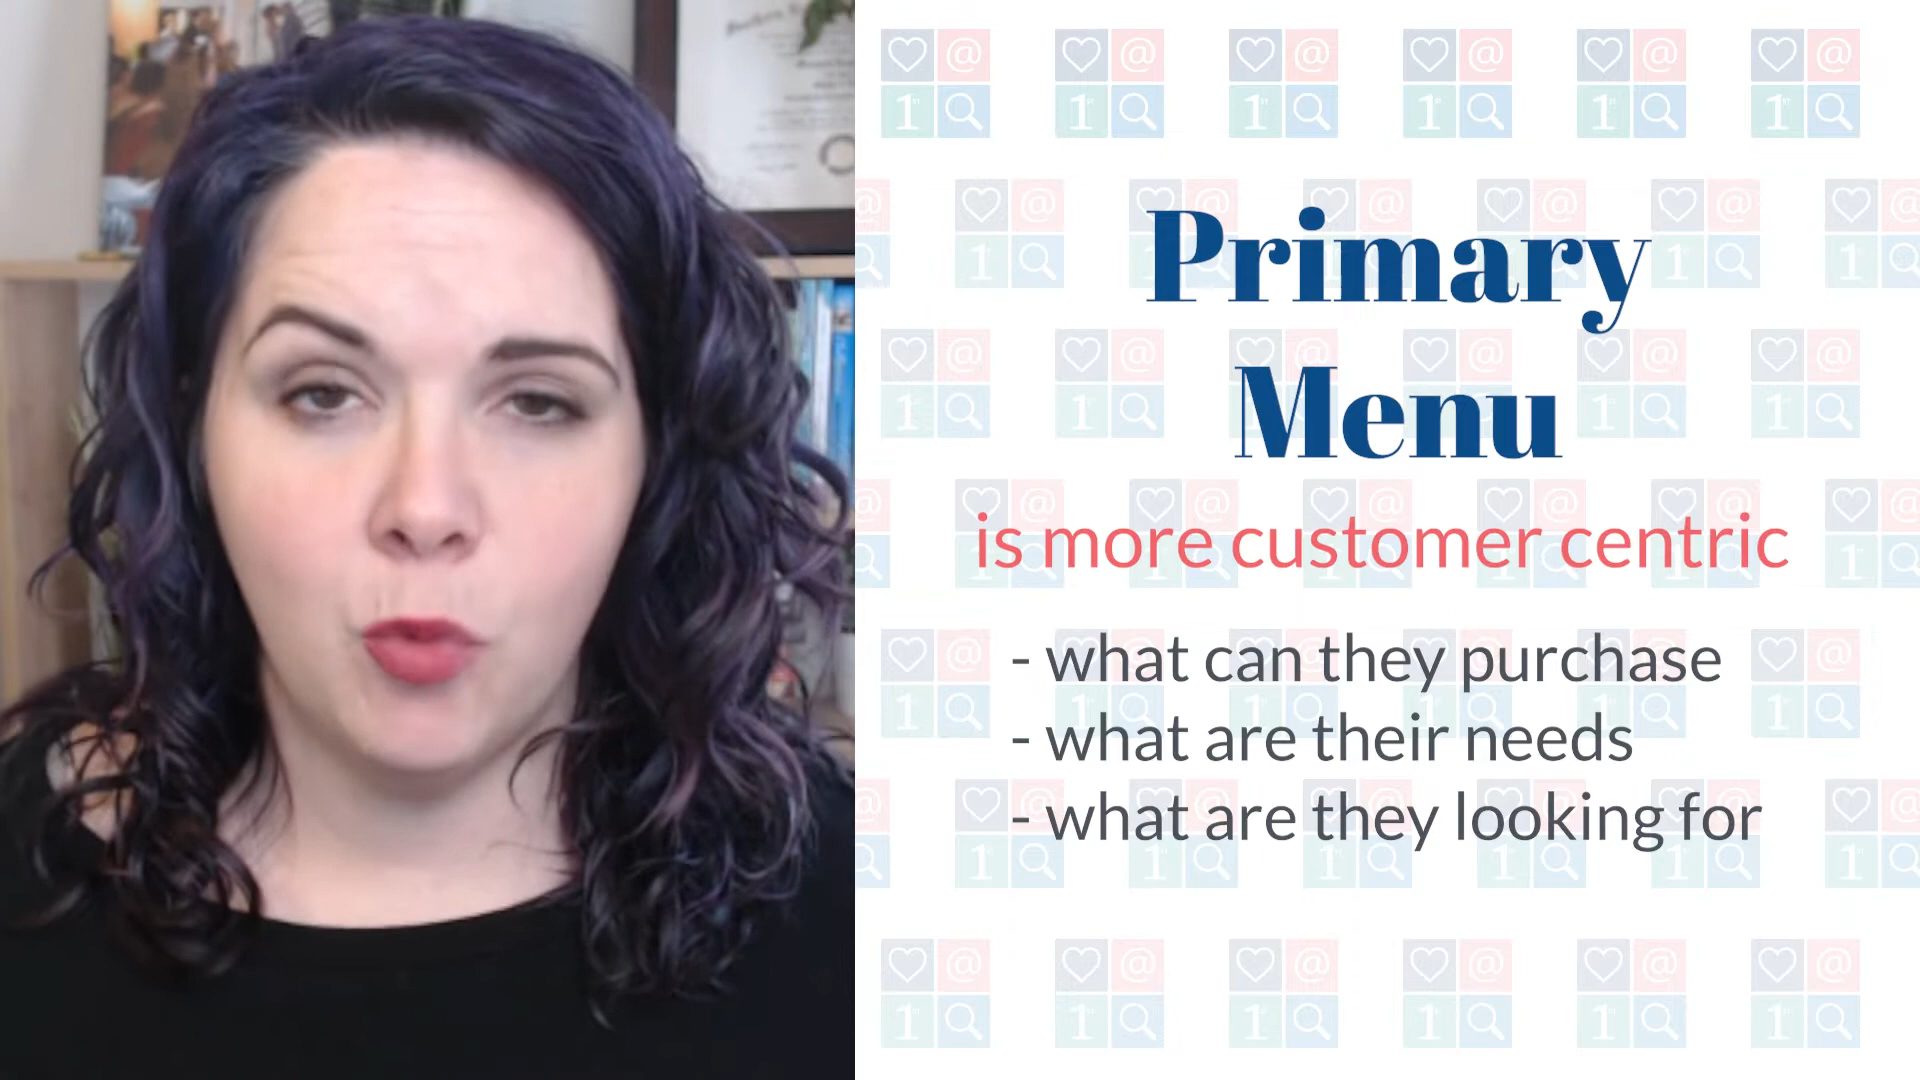 Primary
Menu
is more customer centric
- what can they purchase
- what are their needs
- what are they looking for